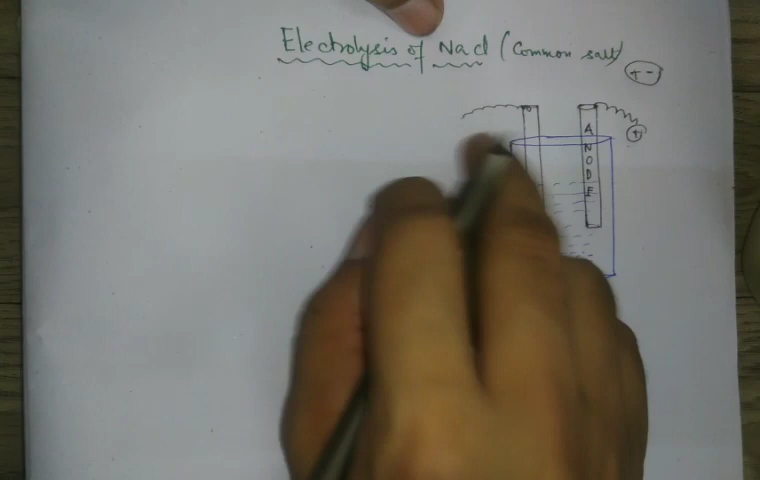 Electrolysis of Nacl (Common salt)
+ -
+
ANODE